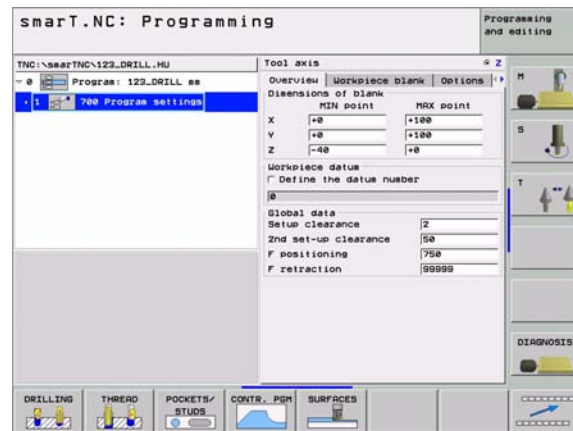 smarT.NC: Programming
Programming
and editing
TNC:\smarTNC\123_DRILL.HU
0 Program: 123_DRILL mm
1 700 Program settings
Tool axis Z
Overview Workpiece blank Options
Dimensions of blank
MIN point MAX point
X +0 +100
Y +0 +100
Z -40 +0
Workpiece datum
Define the datum number
0
Global data
Setup clearance 2
2nd set-up clearance 50
F positioning 750
F retraction 99999
M
S
T
DIAGNOSIS
DRILLING
THREAD
POCKETS/
STUDS
CONTR. PGM
SURFACES